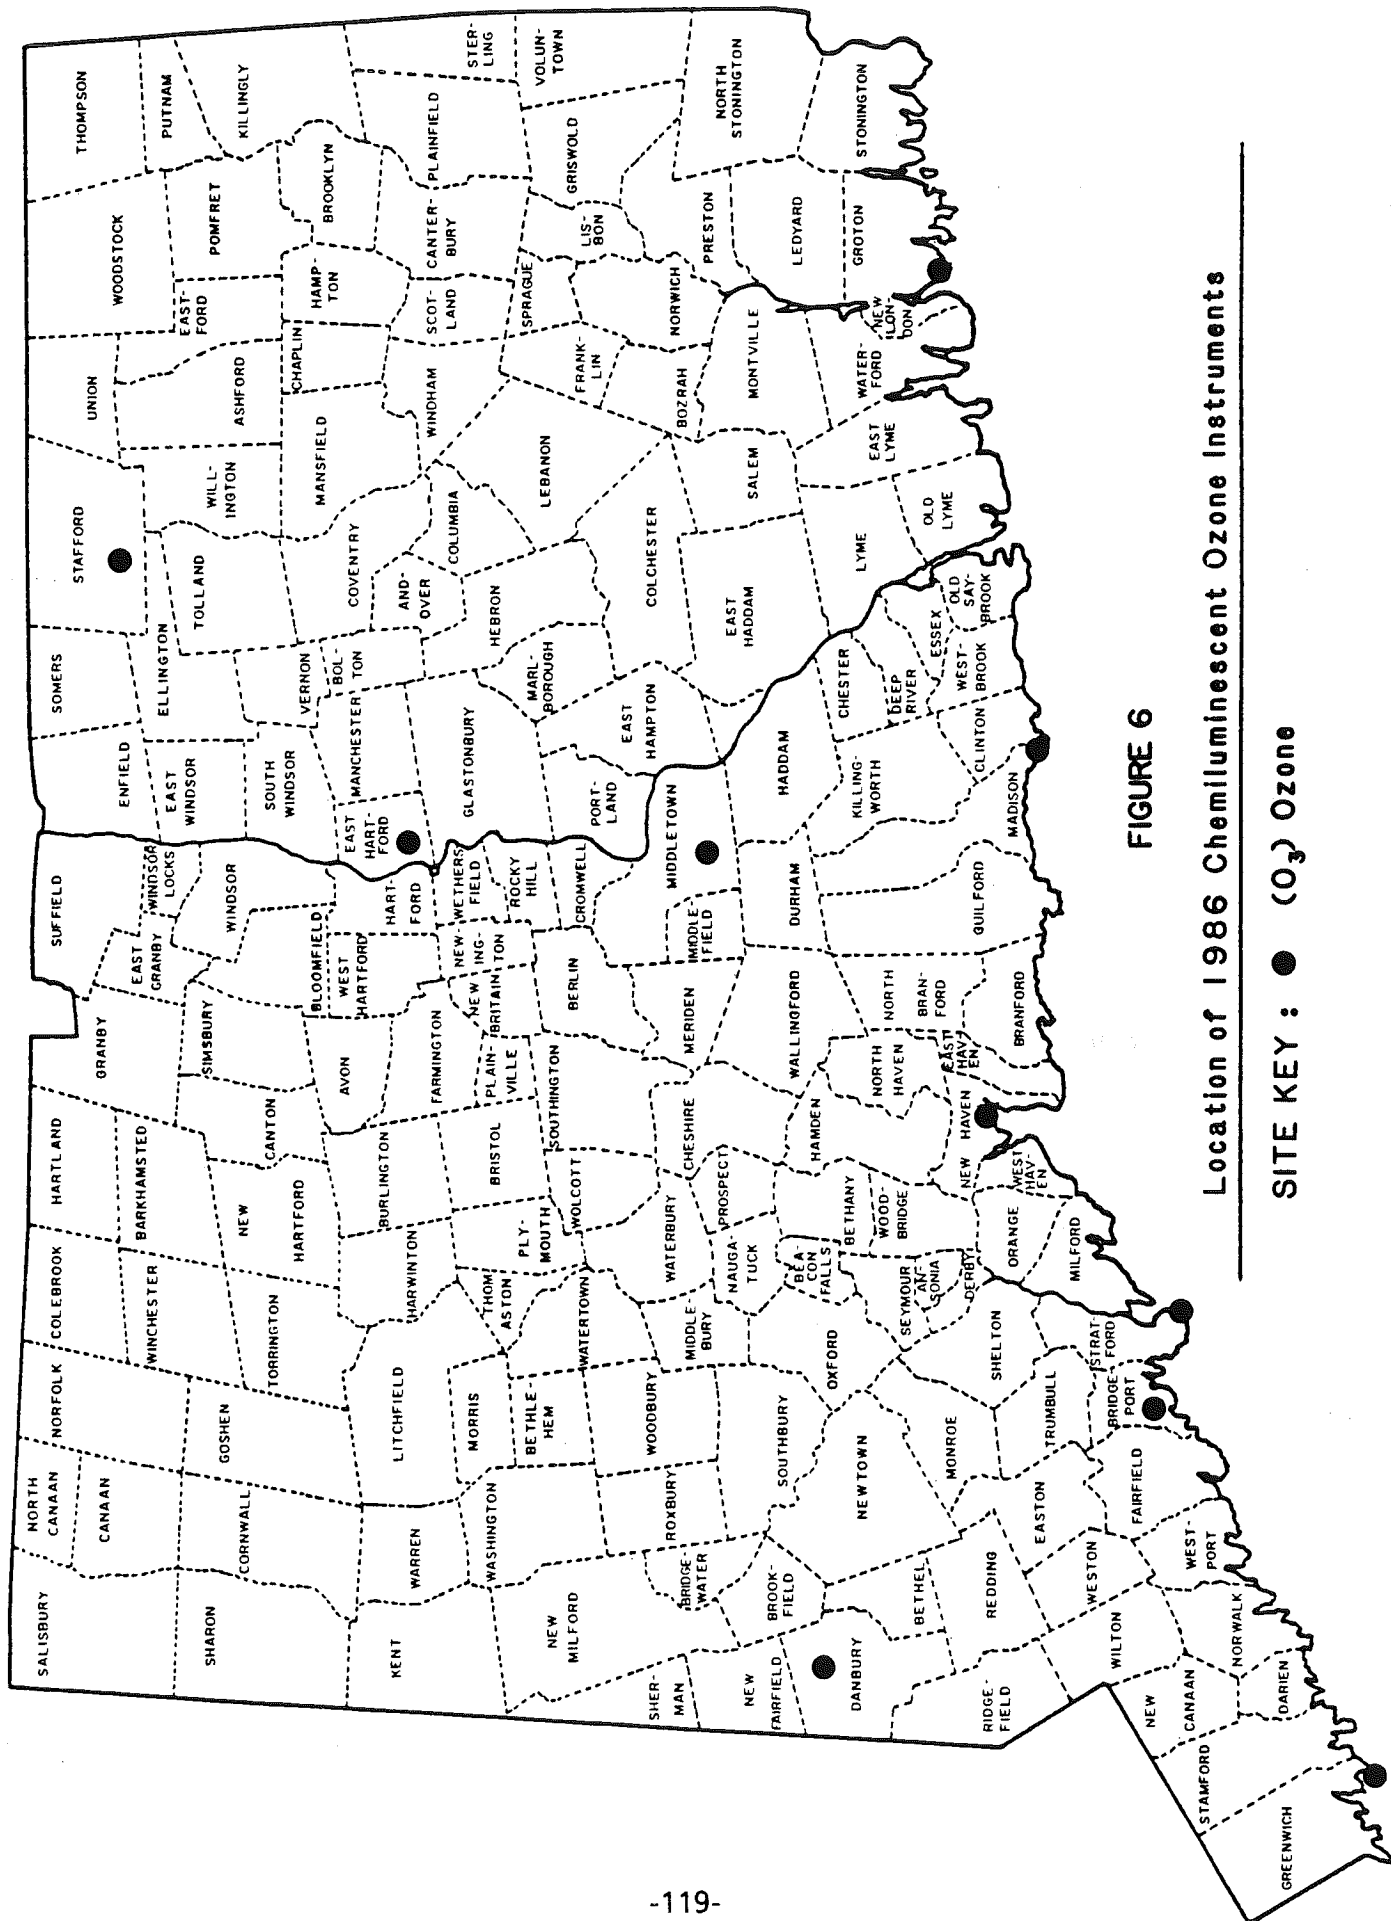 SALISBURY
NORTH
CANAAN
CANAAN
NORFOLK
COLEBROOK
HARTLAND
GRANBY
SUFFIELD
ENFIELD
SOMERS
STAFFORD
UNION
WOODSTOCK
THOMPSON
SHARON
CORNWALL
GOSHEN
WINCHESTER
BARKHAMSTED
TORRINGTON
NEW
HARTFORD
CANTON
SIMSBURY
EAST
GRANBY
WINDSOR
LOCKS
WINDSOR
BLOOMFIELD
EAST
WINDSOR
SOUTH
WINDSOR
ELLINGTON
TOLLAND
VERNON
WILL-
INGTON
ASHFORD
EAST-
FORD
POMFRET
PUTNAM
KILLINGLY
KENT
WARREN
LITCHFIELD
HARWINTON
BURLINGTON
AVON
FARMINGTON
WEST
HARTFORD
HART-
FORD
EAST
HART-
FORD
MANCHESTER
BOL-
TON
COVENTRY
AND-
OVER
MANSFIELD
CHAPLIN
HAMP-
TON
BROOKLYN
NEW
MILFORD
WASHINGTON
MORRIS
BETHLE-
HEM
THOM
ASTON
PLY-
MOUTH
BRISTOL
PLAIN-
VILLE
NEW
BRITAIN
NEW-
ING-
TON
WETHERS
FIELD
ROCKY
HILL
GLASTONBURY
HEBRON
MARL-
BOROUGH
COLUMBIA
WINDHAM
SCOT-
LAND
CANTER-
BURY
PLAINFIELD
STER-
LING
SHER-
MAN
BRIDGE-
WATER
ROXBURY
WOODBURY
WATERTOWN
WATERBURY
WOLCOTT
SOUTHINGTON
BERLIN
CROMWELL
PORT-
LAND
EAST
HAMPTON
COLCHESTER
LEBANON
FRANK-
LIN
SPRAGUE
LIS-
BON
GRISWOLD
VOLUN-
TOWN
NEW
FAIRFIELD
BROOK-
FIELD
SOUTHBURY
MIDDLE-
BURY
NAUGA-
TUCK
PROSPECT
CHESHIRE
MERIDEN
MIDDLE-
FIELD
MIDDLETOWN
HADDAM
EAST
HADDAM
SALEM
BOZRAH
NORWICH
MONTVILLE
PRESTON
NORTH
STONINGTON
DANBURY
BETHEL
NEWTOWN
OXFORD
BEA-
CON
FALLS
BETHANY
HAMDEN
WALLINGFORD
DURHAM
KILLING-
WORTH
CHESTER
DEEP
RIVER
ESSEX
LYME
LEDYARD
RIDGE-
FIELD
REDDING
MONROE
SEYMOUR
AN-
SONIA
DERBY
WOOD-
BRIDGE
NORTH
HAVEN
NORTH
BRAN-
FORD
GUILFORD
MADISON
CLINTON
WEST-
BROOK
OLD
SAY-
BROOK
OLD
LYME
EAST
LYME
WATER-
FORD
NEW
LON-
DON
GROTON
STONINGTON
EASTON
TRUMBULL
SHELTON
ORANGE
NEW HAVEN
WEST
HAV-
EN
EAST
HAV-
EN
BRANFORD
WILTON
WESTON
FAIRFIELD
BRIDGE-
PORT
STRAT-
FORD
MILFORD
NEW
CANAAN
NORWALK
WEST-
PORT
STAMFORD
DARIEN
GREENWICH
FIGURE 6
Location of 1986 Chemiluminescent Ozone Instruments
SITE KEY : ● (O₃) Ozone
-119-